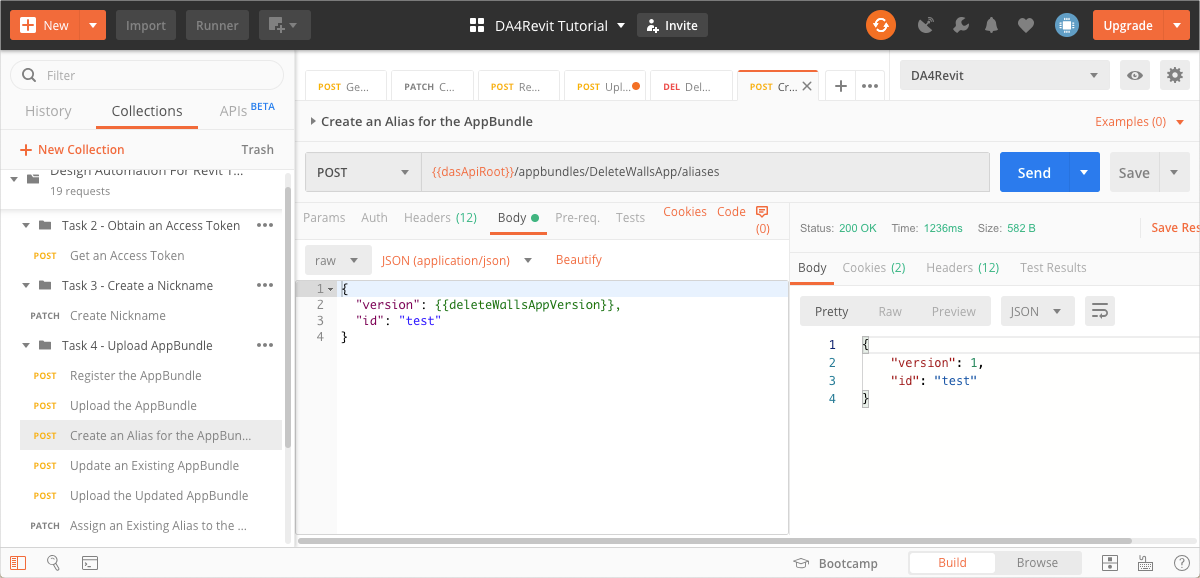 New Import Runner DA4Revit Tutorial Invite Upgrade
Filter
History Collections APIs BETA
New Collection Trash
Design Automation For Revit T...
19 requests
Task 2 - Obtain an Access Token
POST Get an Access Token
Task 3 - Create a Nickname
PATCH Create Nickname
Task 4 - Upload AppBundle
POST Register the AppBundle
POST Upload the AppBundle
POST Create an Alias for the AppBun...
POST Update an Existing AppBundle
POST Upload the Updated AppBundle
PATCH Assign an Existing Alias to the ...
POST Ge... PATCH C... POST Re... POST Upl... DEL Del... POST Cr...
DA4Revit
Create an Alias for the AppBundle
Examples (0)
POST {{dasApiRoot}}/appbundles/DeleteWallsApp/aliases Send Save
Params Auth Headers (12) Body Pre-req. Tests Cookies Code (0)
raw JSON (application/json) Beautify
1 {
2 "version": {{deleteWallsAppVersion}},
3 "id": "test"
4 }
Status: 200 OK Time: 1236ms Size: 582 B Save Res
Body Cookies (2) Headers (12) Test Results
Pretty Raw Preview JSON
1 {
2 "version": 1,
3 "id": "test"
4 }
Bootcamp Build Browse